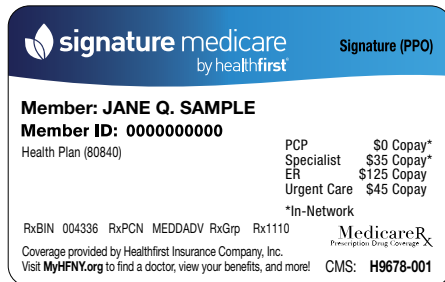 signature medicare
by healthfirst
Signature (PPO)
Member: JANE Q. SAMPLE
Member ID: 0000000000
Health Plan (80840)
PCP $0 Copay*
Specialist $35 Copay*
ER $125 Copay
Urgent Care $45 Copay
*In-Network
RxBIN 004336 RxPCN MEDDADV RxGrp Rx1110
MedicareRx
Prescription Drug Coverage X
Coverage provided by Healthfirst Insurance Company, Inc.
Visit MyHFNY.org to find a doctor, view your benefits, and more!
CMS: H9678-001